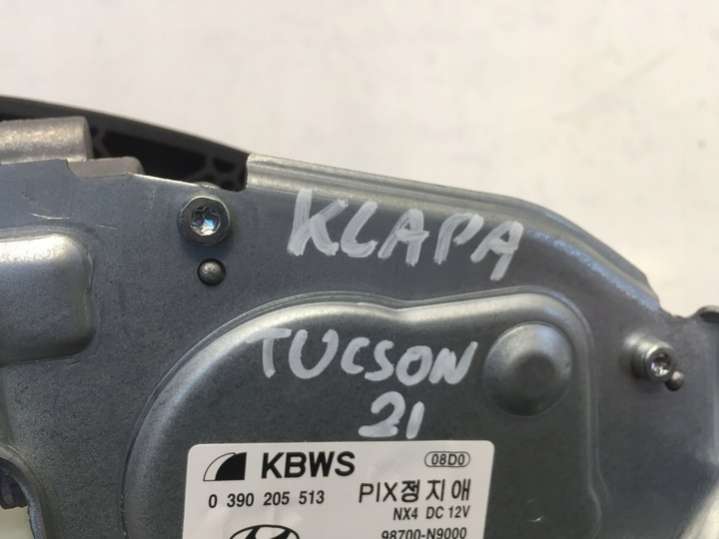 KLAPA
TUCSON
21
KBWS
08D0
0 390 205 513
PIX정지애
NX4 DC 12V
98700-N9000